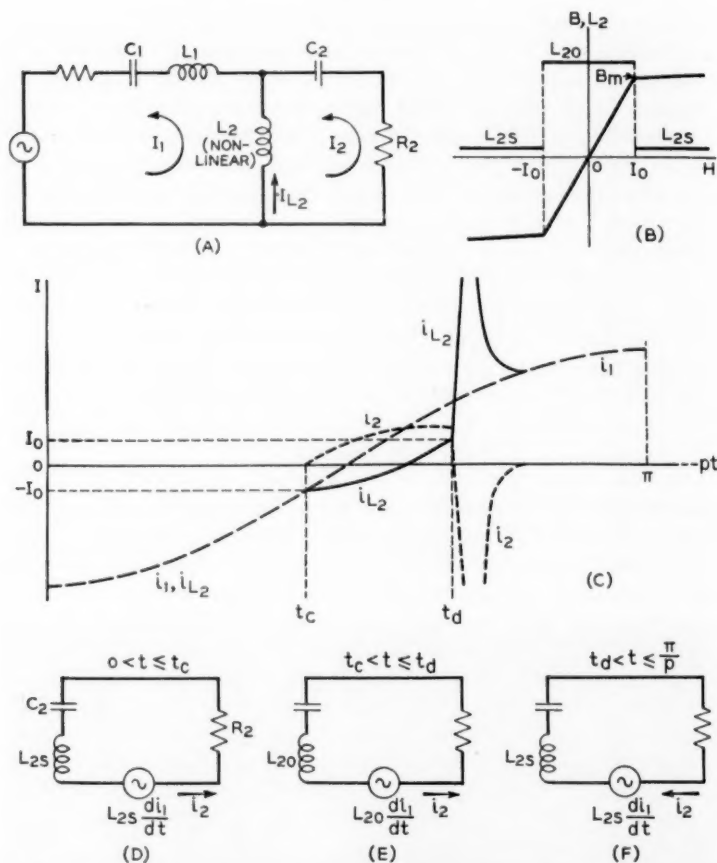 C1
L1
C2
I1
L2
(NON-
LINEAR)
I2
R2
IL2
(A)
B, L2
L20
Bm
L2S
L2S
-I0
0
I0
H
(B)
I
iL2
i1
i2
I0
0
-I0
iL2
π
pt
i2
i1, iL2
(C)
tc
td
0 < t ≤ tc
tc < t ≤ td
td < t ≤ π/p
C2
R2
L2S
L20
L2S
L2S di1/dt
i2
L20 di1/dt
i2
L2S di1/dt
i2
(D)
(E)
(F)